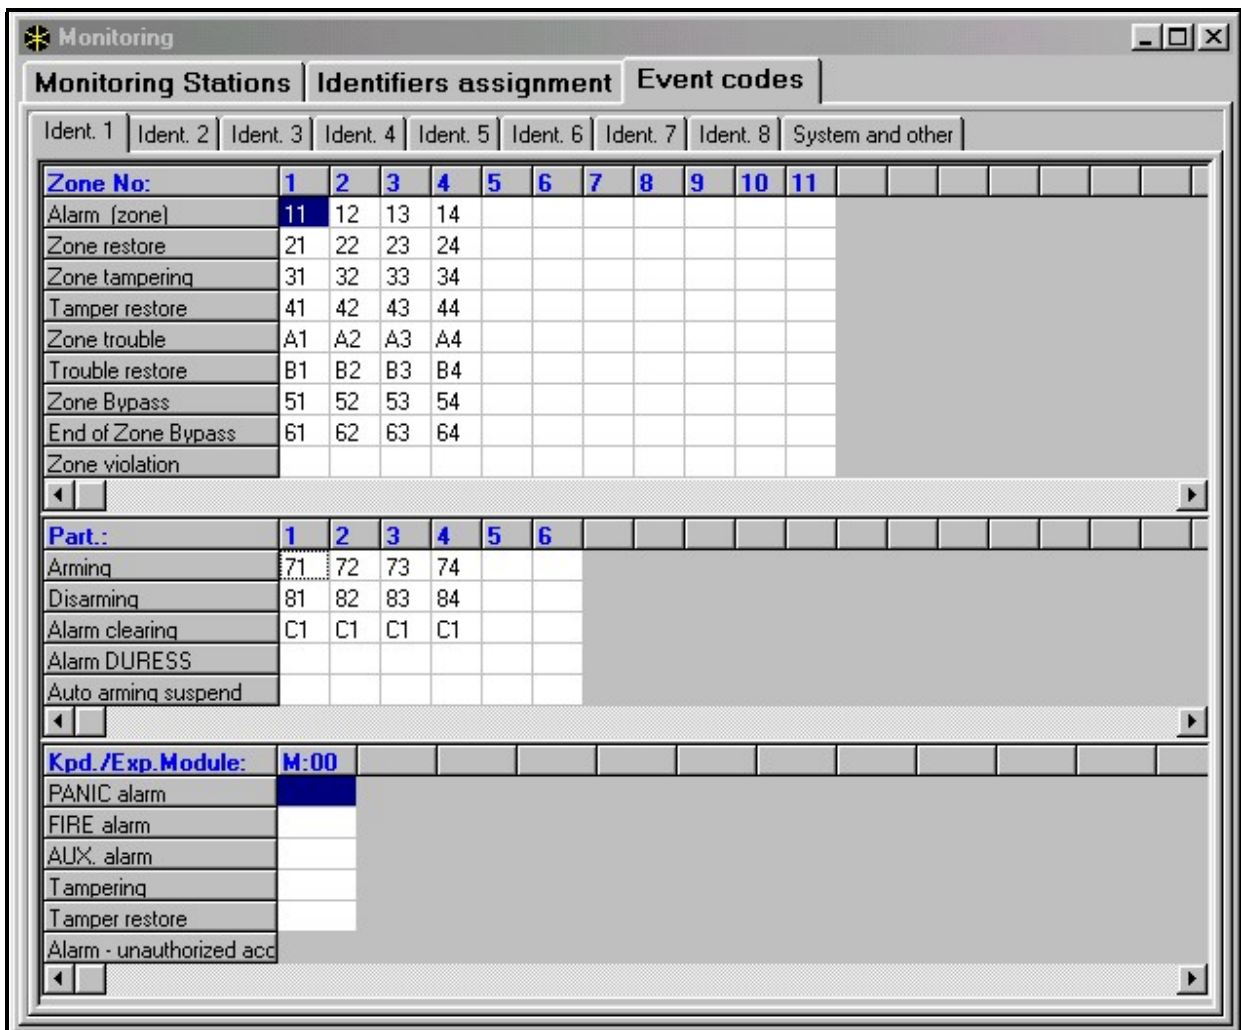 Monitoring
Monitoring Stations Identifiers assignment Event codes
Ident. 1 Ident. 2 Ident. 3 Ident. 4 Ident. 5 Ident. 6 Ident. 7 Ident. 8 System and other
Zone No: 1 2 3 4 5 6 7 8 9 10 11
Alarm (zone) 11 12 13 14
Zone restore 21 22 23 24
Zone tampering 31 32 33 34
Tamper restore 41 42 43 44
Zone trouble A1 A2 A3 A4
Trouble restore B1 B2 B3 B4
Zone Bypass 51 52 53 54
End of Zone Bypass 61 62 63 64
Zone violation
Part.: 1 2 3 4 5 6
Arming 71 72 73 74
Disarming 81 82 83 84
Alarm clearing C1 C1 C1 C1
Alarm DURESS
Auto arming suspend
Kpd./Exp.Module: M:00
PANIC alarm
FIRE alarm
AUX. alarm
Tampering
Tamper restore
Alarm - unauthorized acc